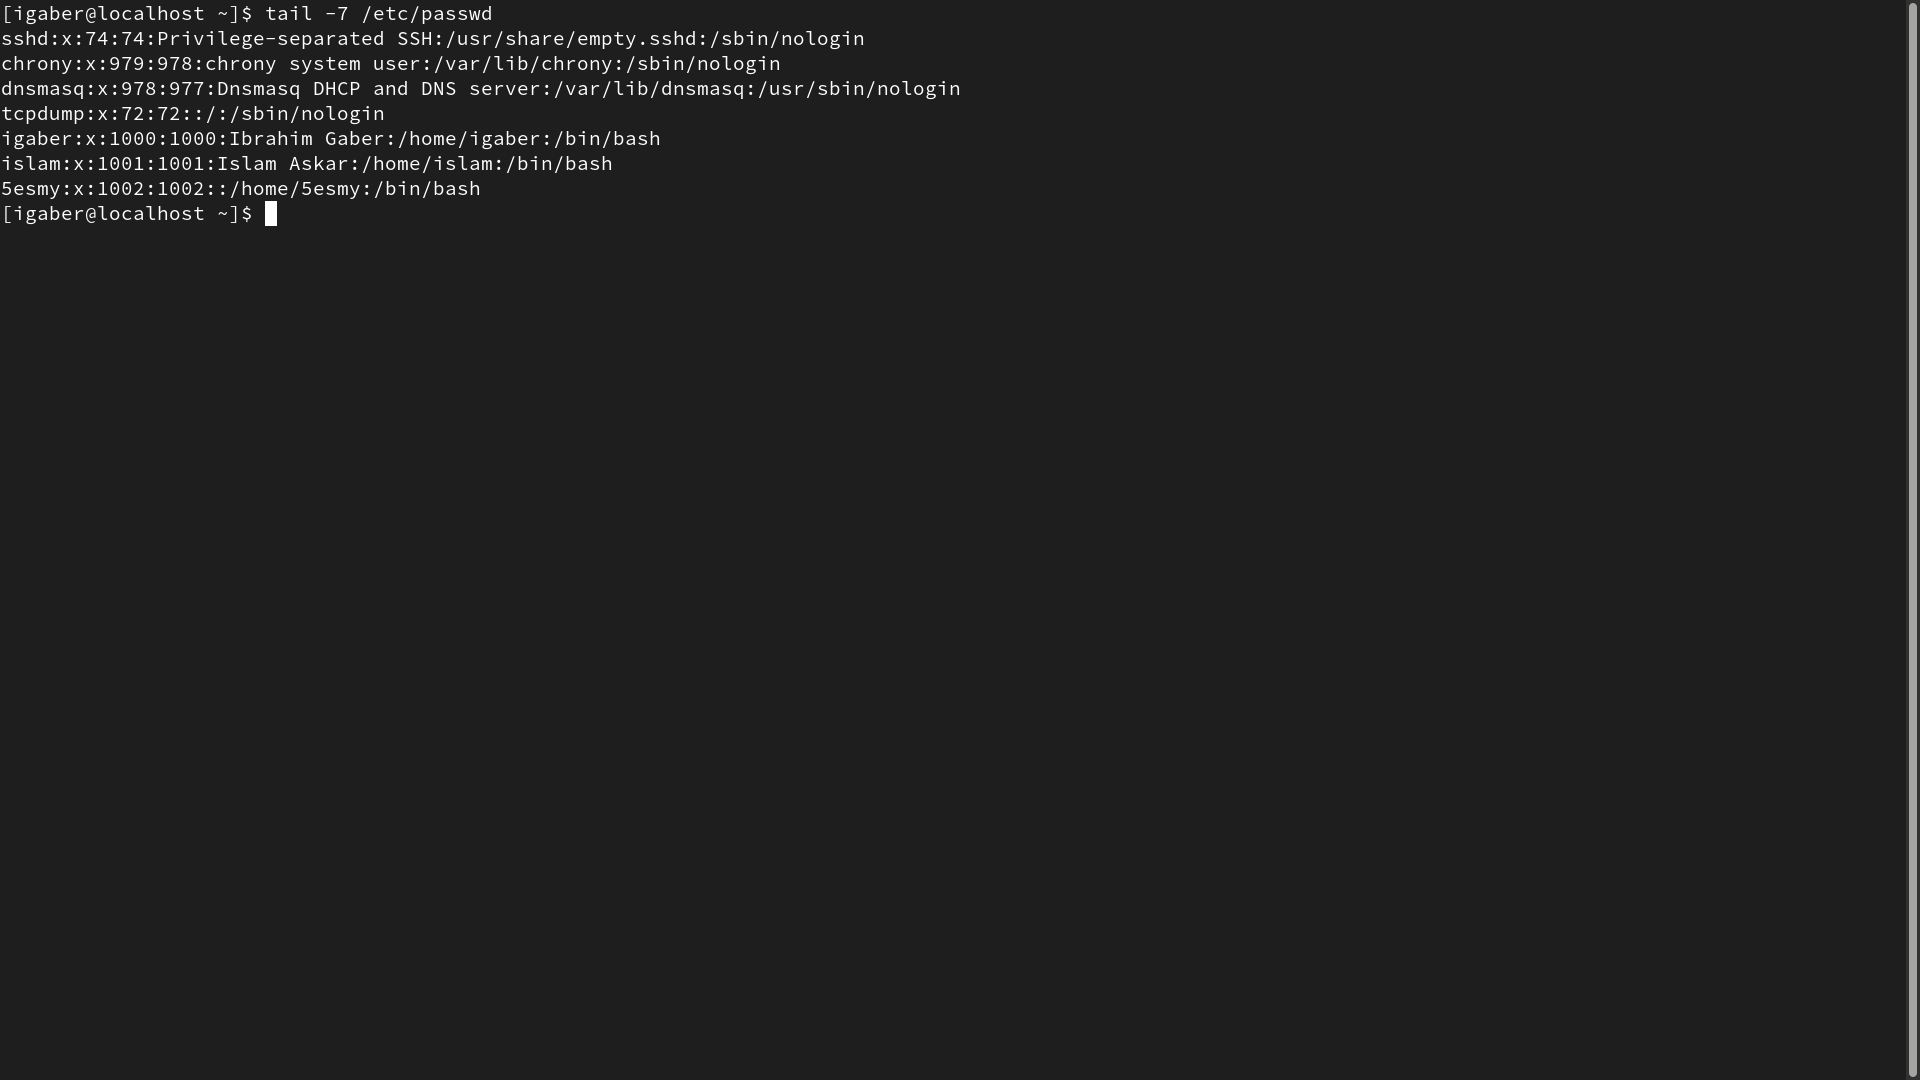 [igaber@localhost ~]$ tail -7 /etc/passwd
sshd:x:74:74:Privilege-separated SSH:/usr/share/empty.sshd:/sbin/nologin
chrony:x:979:978:chrony system user:/var/lib/chrony:/sbin/nologin
dnsmasq:x:978:977:Dnsmasq DHCP and DNS server:/var/lib/dnsmasq:/usr/sbin/nologin
tcpdump:x:72:72::/:/sbin/nologin
igaber:x:1000:1000:Ibrahim Gaber:/home/igaber:/bin/bash
islam:x:1001:1001:Islam Askar:/home/islam:/bin/bash
5esmy:x:1002:1002::/home/5esmy:/bin/bash
[igaber@localhost ~]$